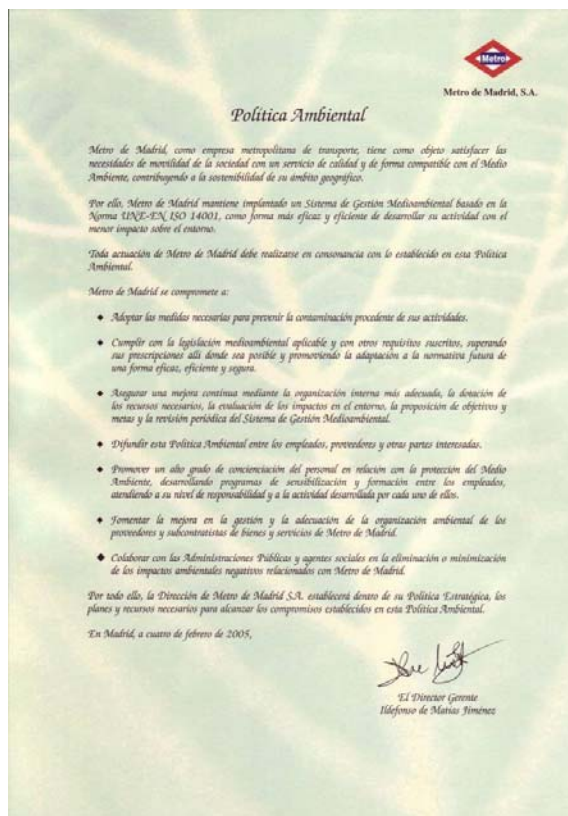 Metro
Metro de Madrid, S.A.
Política Ambiental
Metro de Madrid, como empresa metropolitana de transporte, tiene como objeto satisfacer las
necesidades de movilidad de la sociedad con un servicio de calidad y de forma compatible con el Medio
Ambiente, contribuyendo a la sostenibilidad de su ámbito geográfico.
Por ello, Metro de Madrid mantiene implantado un Sistema de Gestión Medioambiental basado en la
Norma UNE-EN ISO 14001, como forma más eficaz y eficiente de desarrollar su actividad con el
menor impacto sobre el entorno.
Toda actuación de Metro de Madrid debe realizarse en consonancia con lo establecido en esta Política
Ambiental.
Metro de Madrid se compromete a:
◆ Adoptar las medidas necesarias para prevenir la contaminación procedente de sus actividades.
◆ Cumplir con la legislación medioambiental aplicable y con otros requisitos suscritos, superando
sus prescripciones allí donde sea posible y promoviendo la adaptación a la normativa futura de
una forma eficaz, eficiente y segura.
◆ Asegurar una mejora continua mediante la organización interna más adecuada, la dotación de
los recursos necesarios, la evaluación de los impactos en el entorno, la proposición de objetivos y
metas y la revisión periódica del Sistema de Gestión Medioambiental.
◆ Difundir esta Política Ambiental entre los empleados, proveedores y otras partes interesadas.
◆ Promover un alto grado de concienciación del personal en relación con la protección del Medio
Ambiente, desarrollando programas de sensibilización y formación entre los empleados,
atendiendo a su nivel de responsabilidad y a la actividad desarrollada por cada uno de ellos.
◆ Fomentar la mejora en la gestión y la adecuación de la organización ambiental de los
proveedores y subcontratistas de bienes y servicios de Metro de Madrid.
◆ Colaborar con las Administraciones Públicas y agentes sociales en la eliminación o minimización
de los impactos ambientales negativos relacionados con Metro de Madrid.
Por todo ello, la Dirección de Metro de Madrid S.A. establecerá dentro de su Política Estratégica, los
planes y recursos necesarios para alcanzar los compromisos establecidos en esta Política Ambiental.
En Madrid, a cuatro de febrero de 2005,
El Director Gerente
Ildefonso de Matías Jiménez